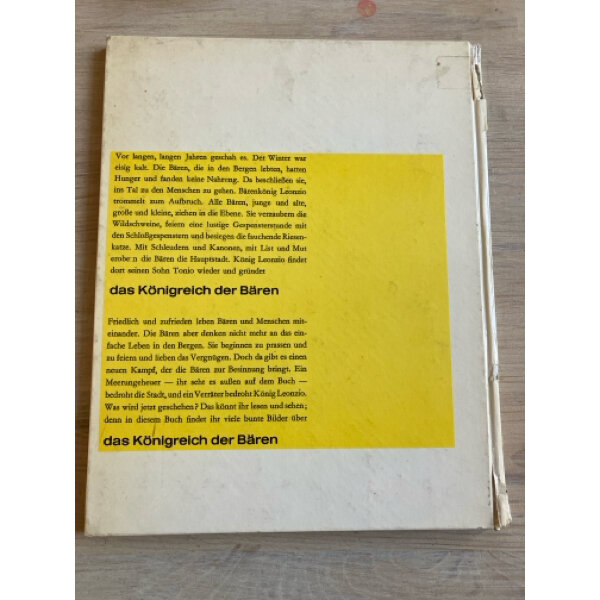 Vor langen, langen Jahren geschah es. Der Winter war
eisig kalt. Die Bären, die in den Bergen lebten, hatten
Hunger und fanden keine Nahrung. Da beschließen sie,
ins Tal zu den Menschen zu gehen. Bärenkönig Leonzio
trommelt zum Aufbruch. Alle Bären, junge und alte,
große und kleine, ziehen in die Ebene. Sie verzaubern die
Wildschweine, feiern eine lustige Gespensterstunde mit
den Schloßgespenstern und besiegen die fauchende Riesen-
katze. Mit Schleudern und Kanonen, mit List und Mut
erobern die Bären die Hauptstadt. König Leonzio findet
dort seinen Sohn Tonio wieder und gründet
das Königreich der Bären
Friedlich und zufrieden leben Bären und Menschen mit-
einander. Die Bären aber denken nicht mehr an das ein-
fache Leben in den Bergen. Sie beginnen zu prassen und
zu feiern und lieben das Vergnügen. Doch da gibt es einen
neuen Kampf, der die Bären zur Besinnung bringt. Ein
Meerungeheuer — ihr seht es außen auf dem Buch —
bedroht die Stadt, und ein Verräter bedroht König Leonzio.
Was wird jetzt geschehen? Das könnt ihr lesen und sehen;
denn in diesem Buch findet ihr viele bunte Bilder über
das Königreich der Bären